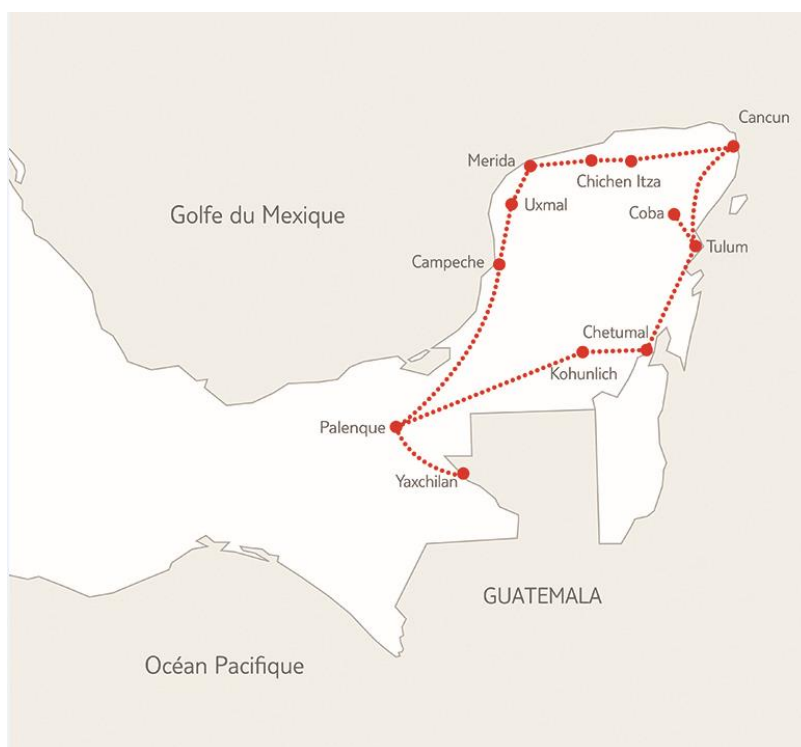 Cancun
Merida
Chichen Itza
Uxmal
Coba
Golfe du Mexique
Tulum
Campeche
Chetumal
Kohunlich
Palenque
Yaxchilan
GUATEMALA
Océan Pacifique